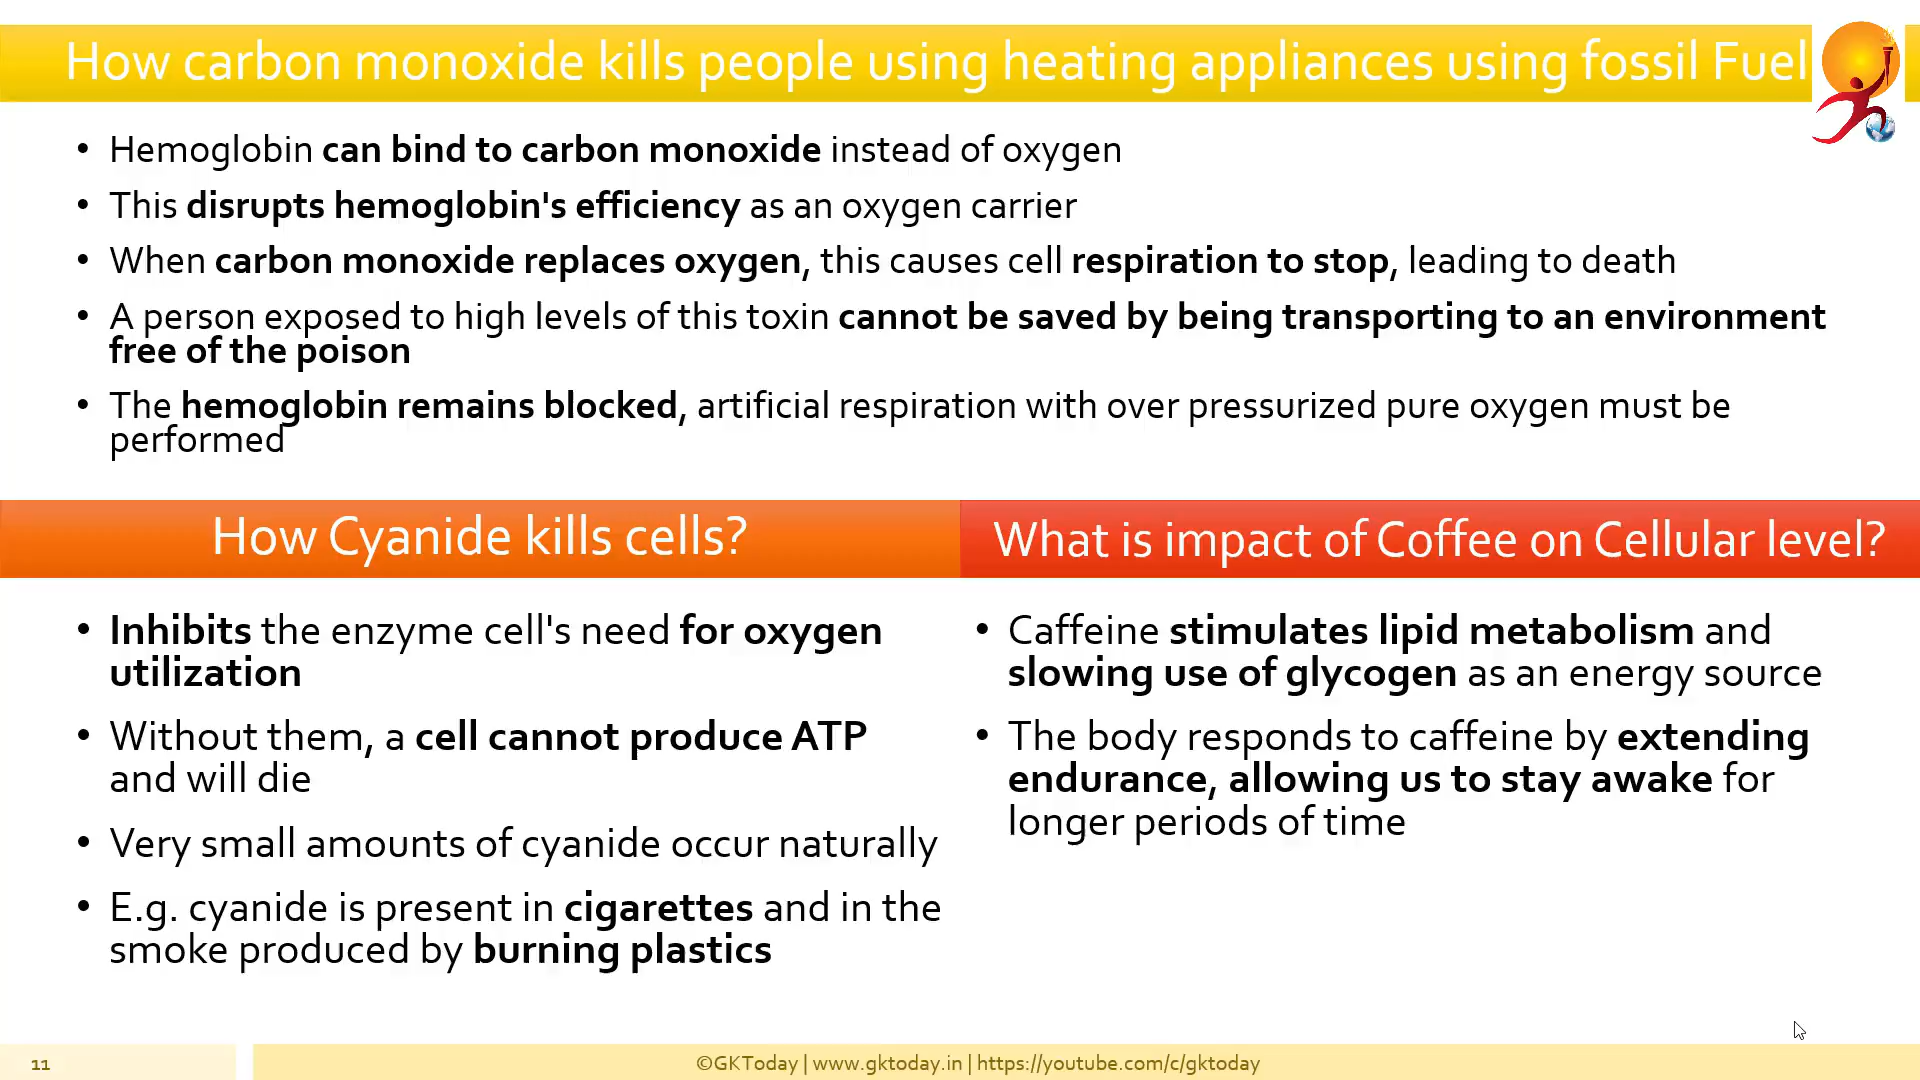 How carbon monoxide kills people using heating appliances using fossil Fuel
• Hemoglobin can bind to carbon monoxide instead of oxygen
• This disrupts hemoglobin's efficiency as an oxygen carrier
• When carbon monoxide replaces oxygen, this causes cell respiration to stop, leading to death
• A person exposed to high levels of this toxin cannot be saved by being transporting to an environment
free of the poison
• The hemoglobin remains blocked, artificial respiration with over pressurized pure oxygen must be
performed
How Cyanide kills cells?
• Inhibits the enzyme cell's need for oxygen
utilization
• Without them, a cell cannot produce ATP
and will die
• Very small amounts of cyanide occur naturally
• E.g. cyanide is present in cigarettes and in the
smoke produced by burning plastics
What is impact of Coffee on Cellular level?
• Caffeine stimulates lipid metabolism and
slowing use of glycogen as an energy source
• The body responds to caffeine by extending
endurance, allowing us to stay awake for
longer periods of time
11
©GKToday | www.gktoday.in | https://youtube.com/c/gktoday